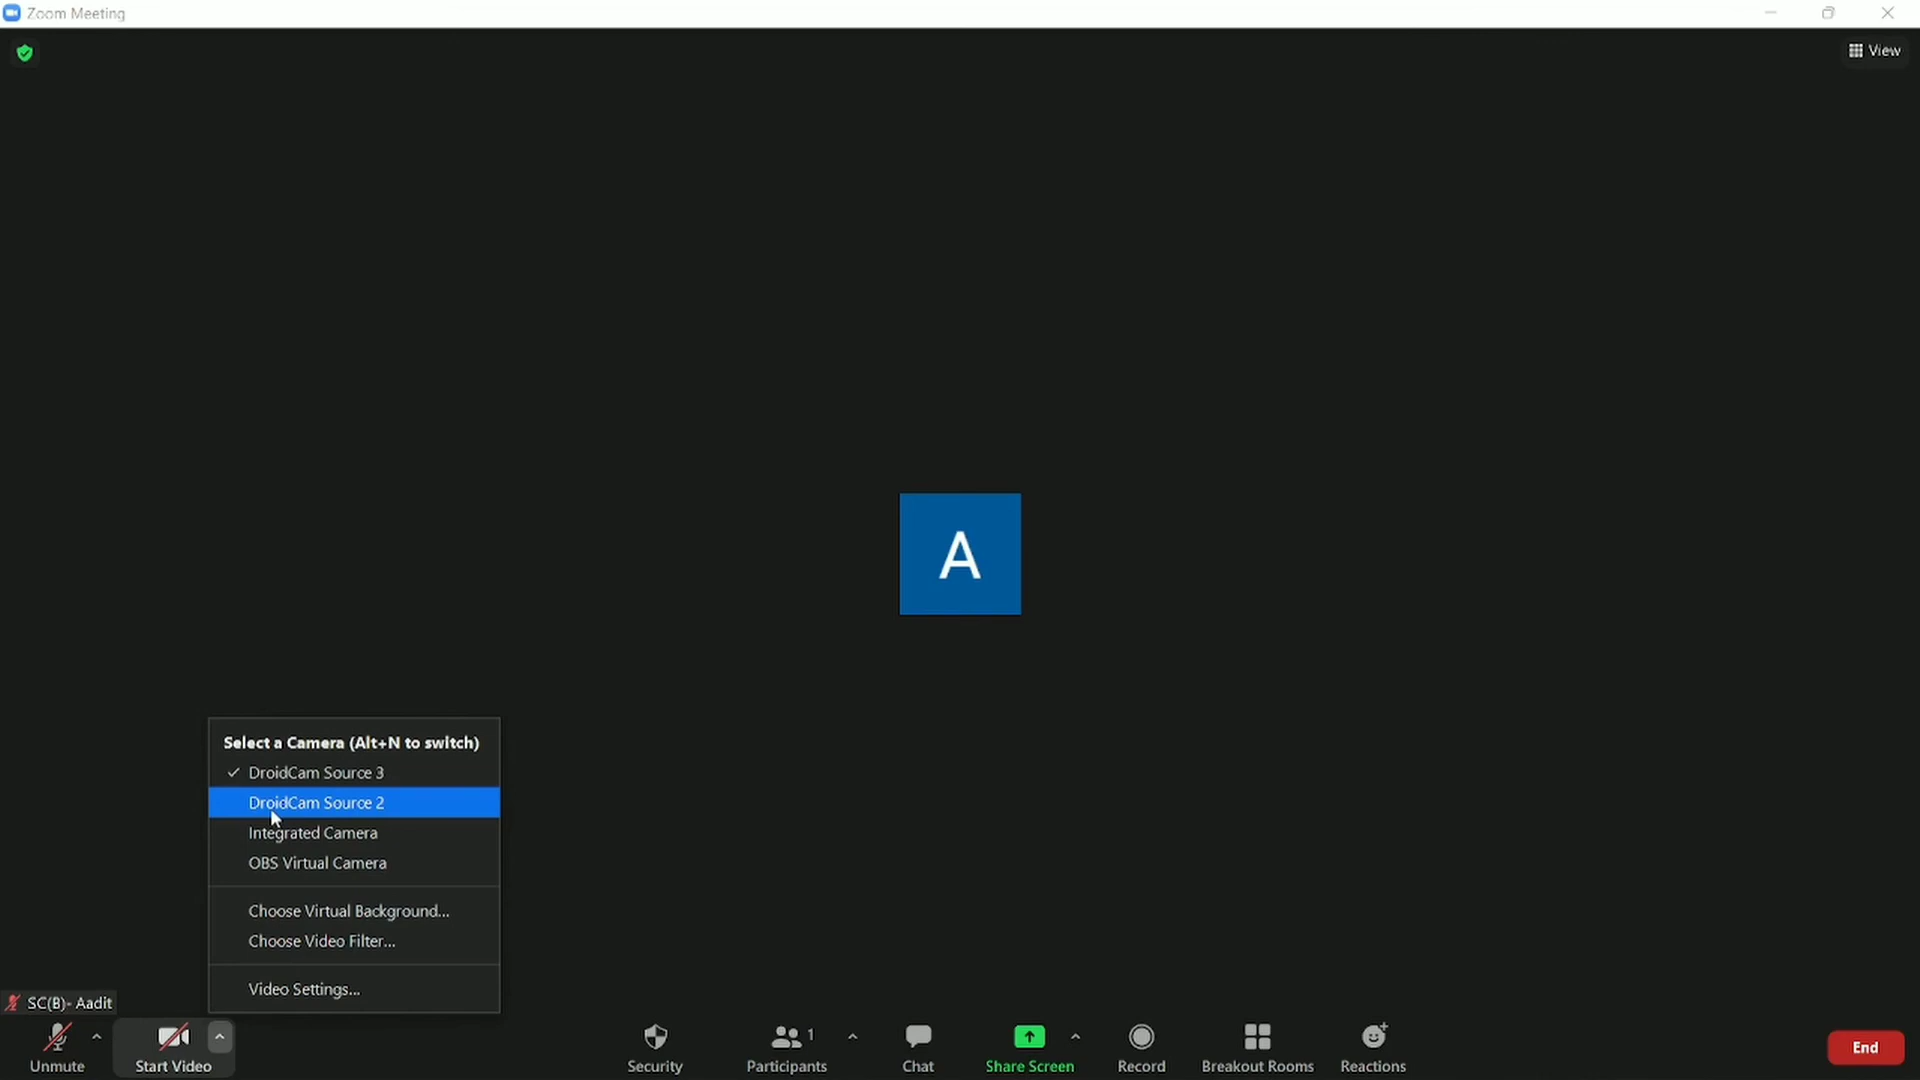 Zoom Meeting
View
A
Select a Camera (Alt+N to switch)
DroidCam Source 3
DroidCam Source 2
Integrated Camera
OBS Virtual Camera
Choose Virtual Background...
Choose Video Filter...
Video Settings...
SC(B)- Aadit
1
Unmute
Start Video
Security
Participants
Chat
Share Screen
Record
Breakout Rooms
Reactions
End